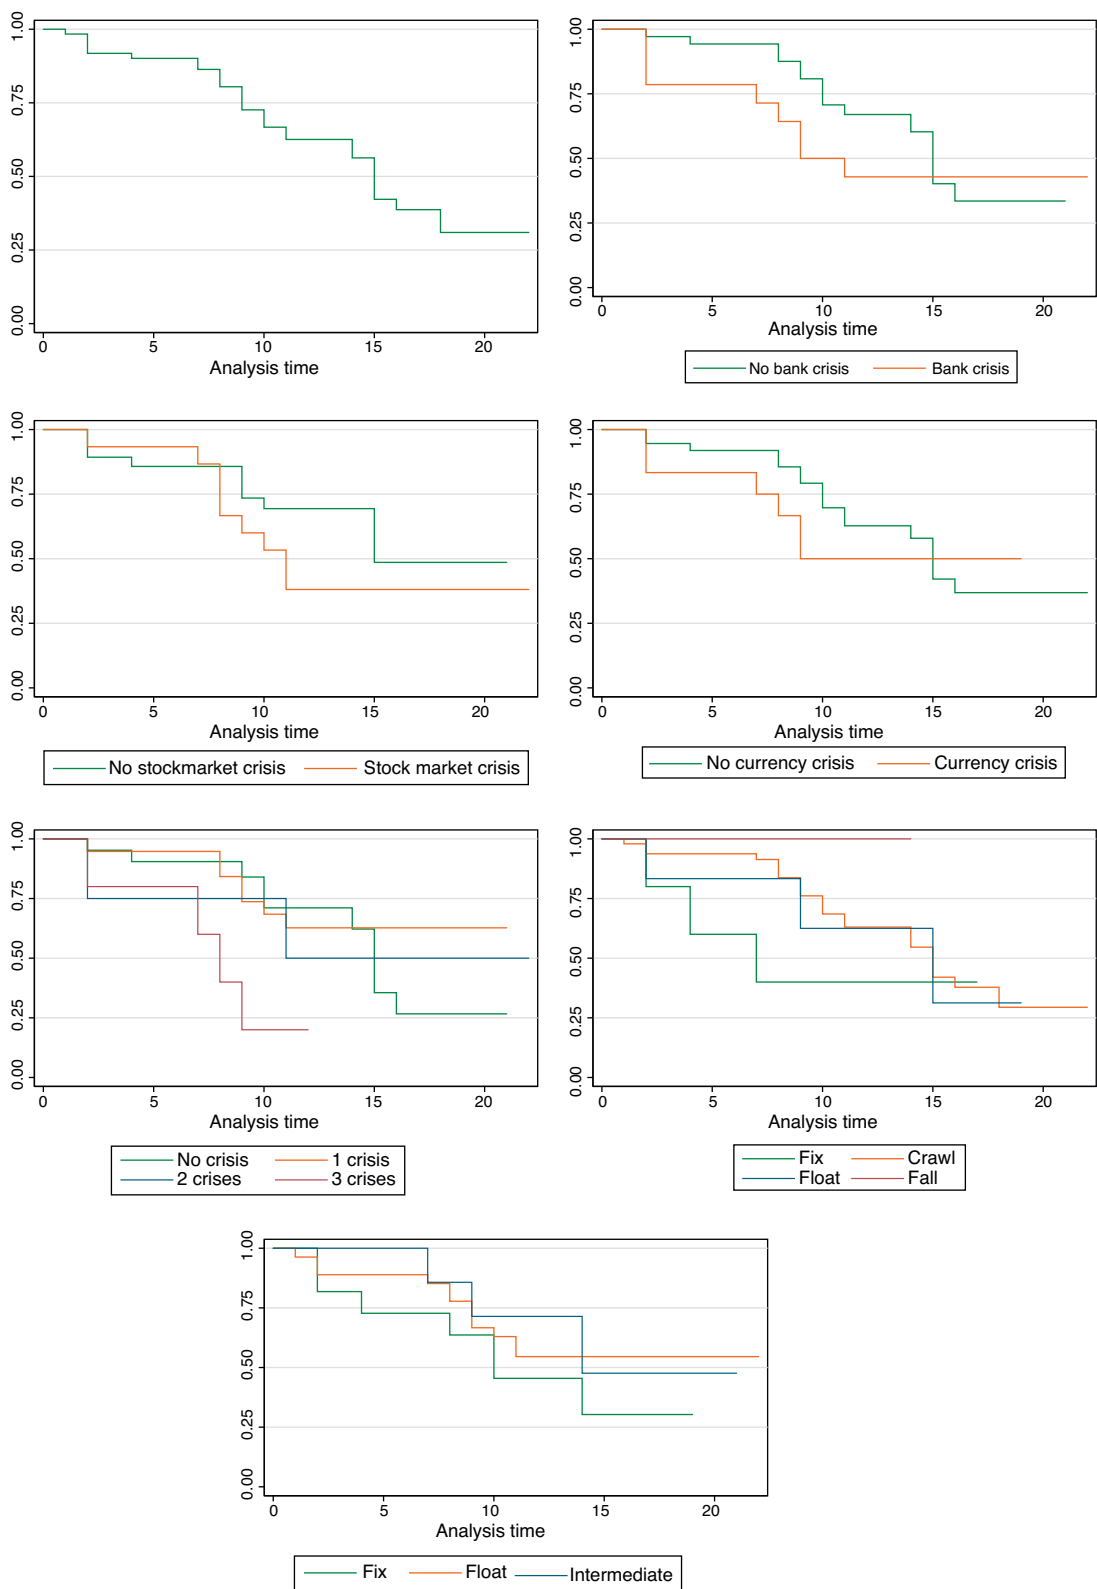 1.00
0.75
0.50
0.25
0.00
0 5 10 15 20
Analysis time
1.00
0.75
0.50
0.25
0.00
0 5 10 15 20
Analysis time
No bank crisis Bank crisis
1.00
0.75
0.50
0.25
0.00
0 5 10 15 20
Analysis time
No stockmarket crisis Stock market crisis
1.00
0.75
0.50
0.25
0.00
0 5 10 15 20
Analysis time
No currency crisis Currency crisis
1.00
0.75
0.50
0.25
0.00
0 5 10 15 20
Analysis time
No crisis 1 crisis
2 crises 3 crises
1.00
0.75
0.50
0.25
0.00
0 5 10 15 20
Analysis time
Fix Crawl
Float Fall
1.00
0.75
0.50
0.25
0.00
0 5 10 15 20
Analysis time
Fix Float Intermediate